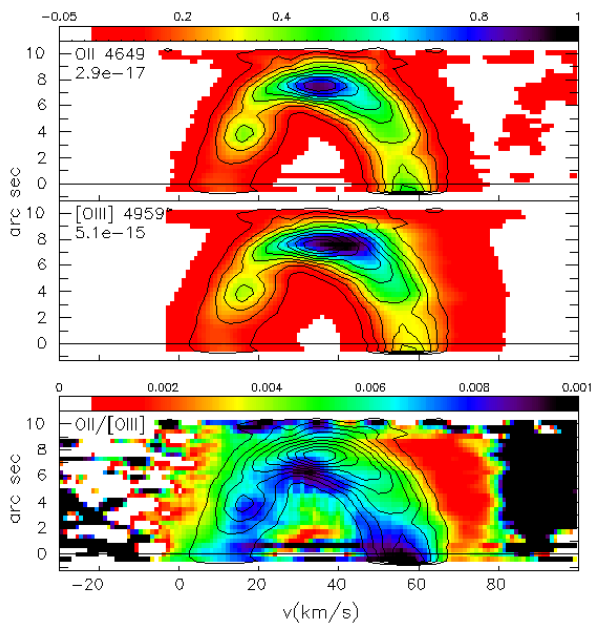 -0.05 0.2 0.4 0.6 0.8 1
10
OII 4649
2.9e-17
8
6
4
2
0
arc sec
10
[OIII] 4959
5.1e-15
8
6
4
2
0
arc sec
0 0.002 0.004 0.006 0.008 0.001
10
OII/[OIII]
8
6
4
2
0
arc sec
-20 0 20 40 60 80
v(km/s)